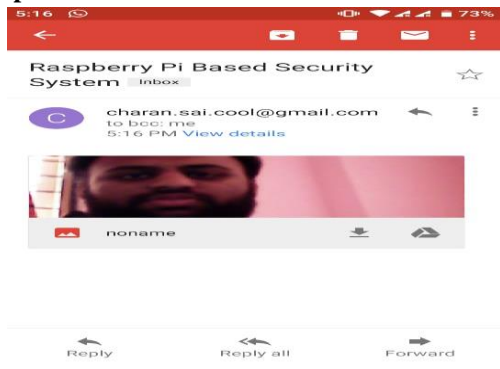 5:16 73%
Raspberry Pi Based Security
System Inbox
C charan.sai.cool@gmail.com
to bcc: me
5:16 PM View details
noname
Reply Reply all Forward